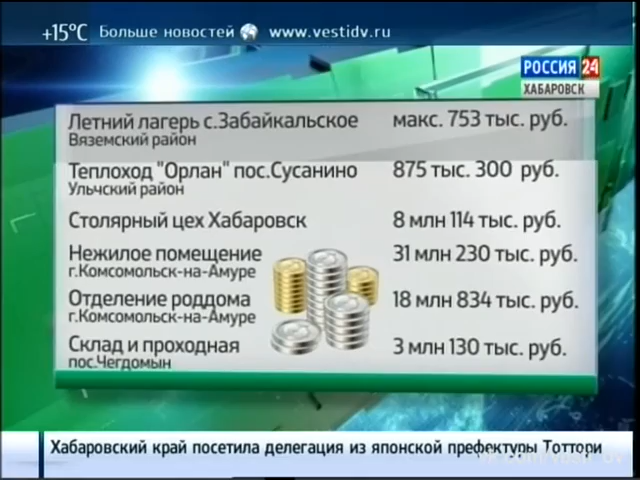 +15°C Больше новостей www.vestidv.ru
РОССИЯ 24
ХАБАРОВСК
Летний лагерь с.Забайкальское макс. 753 тыс. руб.
Вяземский район
Теплоход "Орлан" пос.Сусанино 875 тыс. 300 руб.
Ульчский район
Столярный цех Хабаровск 8 млн 114 тыс. руб.
Нежилое помещение 31 млн 230 тыс. руб.
г.Комсомольск-на-Амуре
Отделение роддома 18 млн 834 тыс. руб.
г.Комсомольск-на-Амуре
Склад и проходная 3 млн 130 тыс. руб.
пос.Чегдомын
Хабаровский край посетила делегация из японской префектуры Тоттори